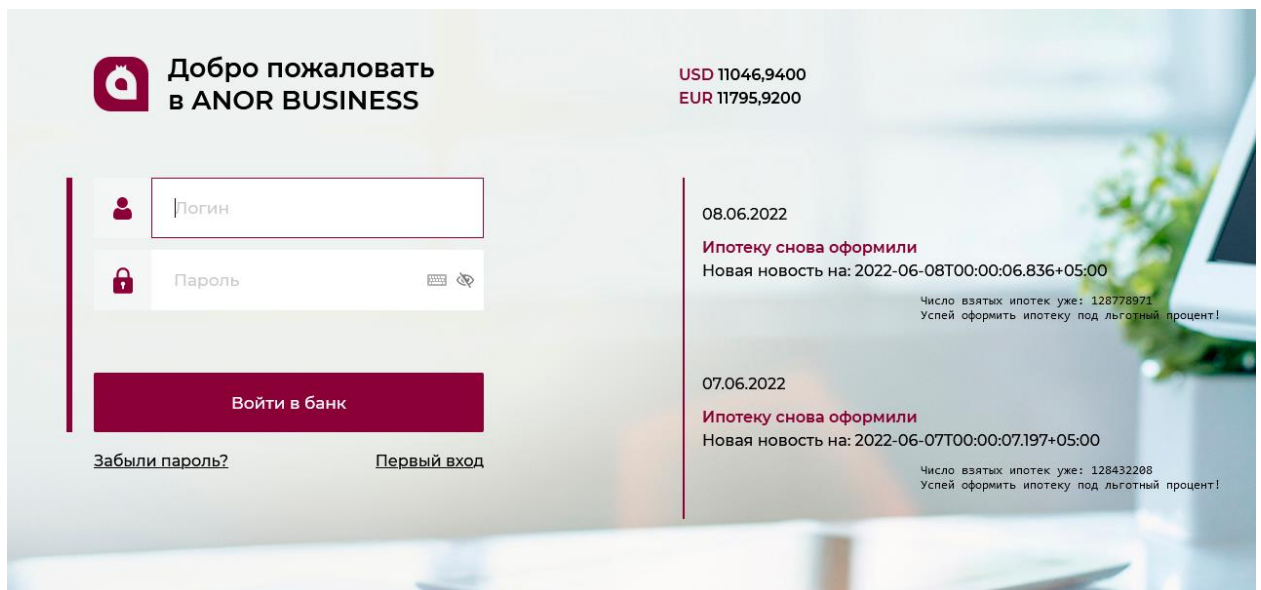 Добро пожаловать
в ANOR BUSINESS
USD 11046,9400
EUR 11795,9200
Логин
Пароль
Войти в банк
Забыли пароль?
Первый вход
08.06.2022
Ипотеку снова оформили
Новая новость на: 2022-06-08T00:00:06.836+05:00
Число взятых ипотек уже: 128778971
Успей оформить ипотеку под льготный процент!
07.06.2022
Ипотеку снова оформили
Новая новость на: 2022-06-07T00:00:07.197+05:00
Число взятых ипотек уже: 128432208
Успей оформить ипотеку под льготный процент!